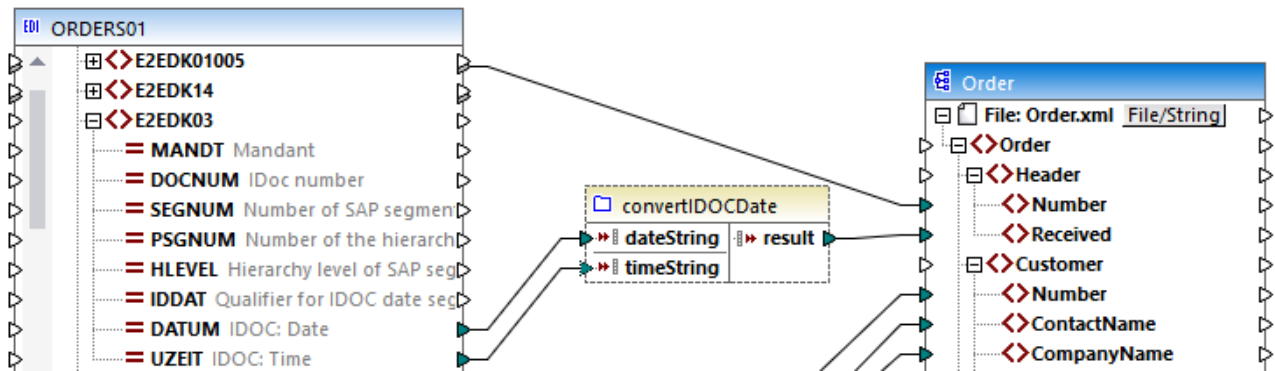 EDI ORDERS01
E2EDK01005
E2EDK14
E2EDK03
MANDT Mandant
DOCNUM IDoc number
SEGNUM Number of SAP segmen
PSGNUM Number of the hierarch
HLEVEL Hierarchy level of SAP seg
IDDAT Qualifier for IDOC date seg
DATUM IDOC: Date
UZEIT IDOC: Time
convertIDOCDate
dateString result
timeString
Order
File: Order.xml File/String
Order
Header
Number
Received
Customer
Number
ContactName
CompanyName